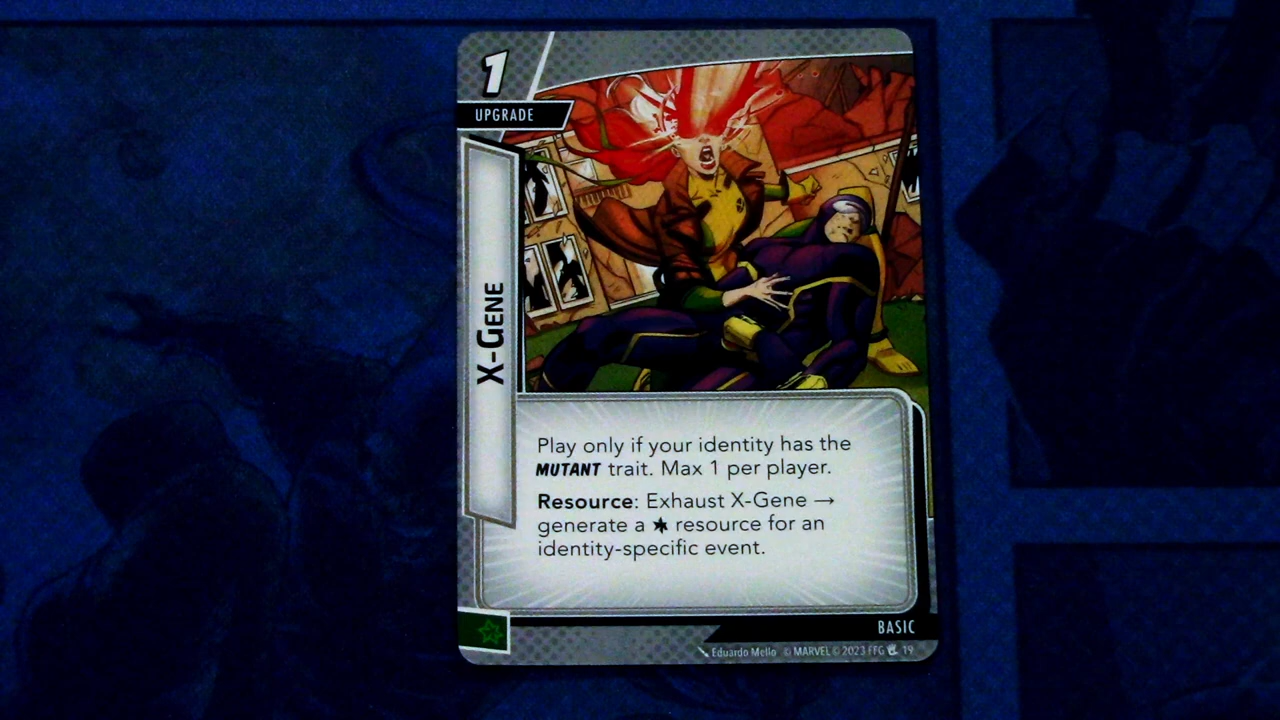 1
UPGRADE
X-GENE
Play only if your identity has the
MUTANT trait. Max 1 per player.
Resource: Exhaust X-Gene →
generate a resource for an
identity-specific event.
BASIC
Eduardo Mello © MARVEL © 2023 FFG 19